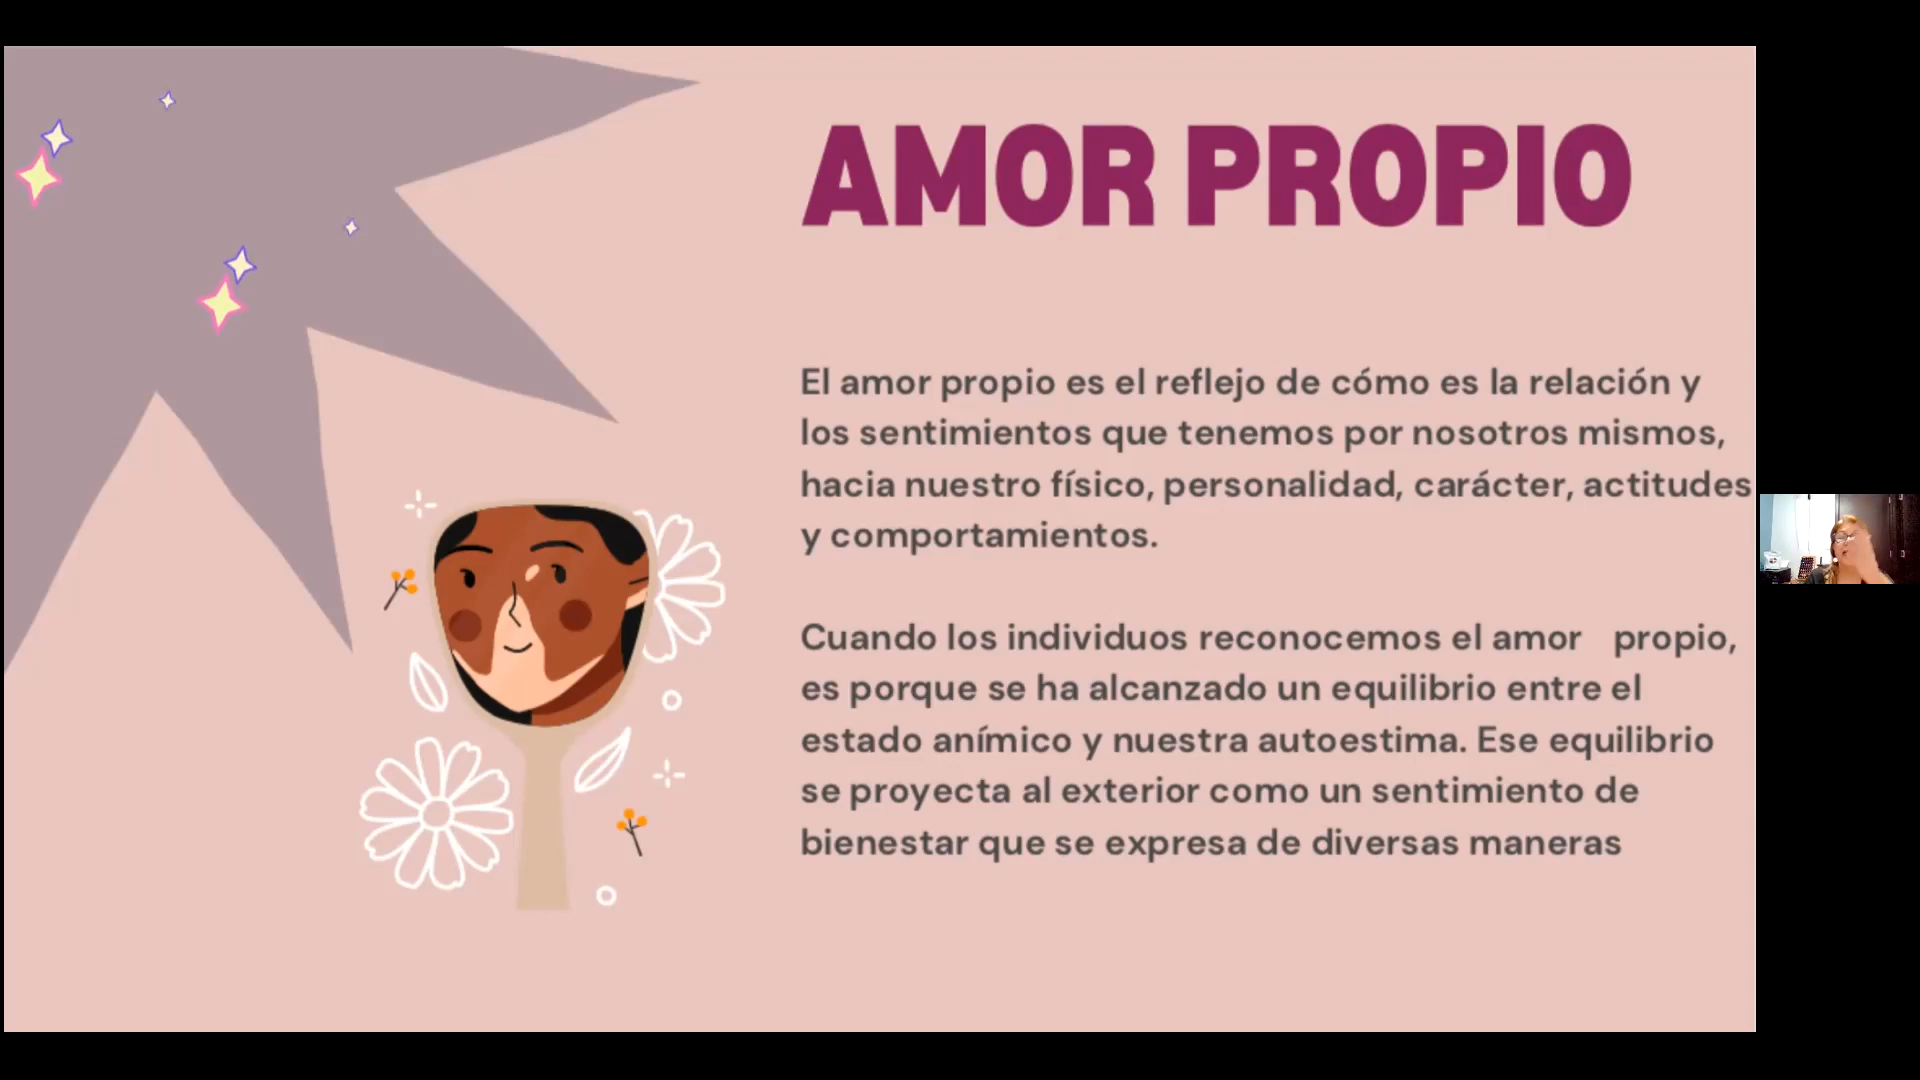 AMOR PROPIO
El amor propio es el reflejo de cómo es la relación y
los sentimientos que tenemos por nosotros mismos,
hacia nuestro físico, personalidad, carácter, actitudes
y comportamientos.
Cuando los individuos reconocemos el amor propio,
es porque se ha alcanzado un equilibrio entre el
estado anímico y nuestra autoestima. Ese equilibrio
se proyecta al exterior como un sentimiento de
bienestar que se expresa de diversas maneras